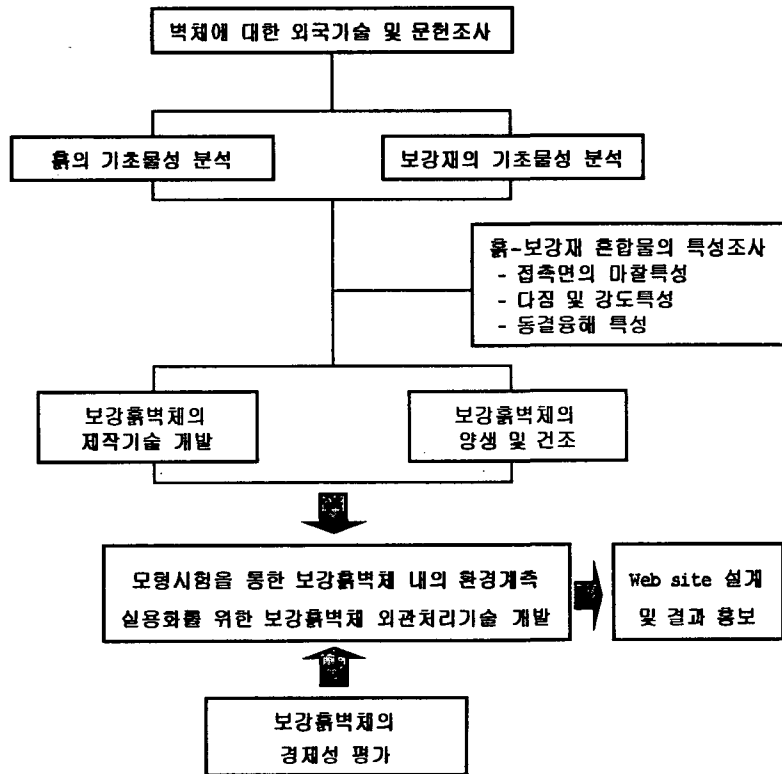 벽체에 대한 외국기술 및 문헌조사
흙의 기초물성 분석
보강재의 기초물성 분석
흙-보강재 혼합물의 특성조사
- 접촉면의 마찰특성
- 다짐 및 강도특성
- 동결융해 특성
보강흙벽체의
제작기술 개발
보강흙벽체의
양생 및 건조
모형시험을 통한 보강흙벽체 내의 환경계측
실용화를 위한 보강흙벽체 외관처리기술 개발
Web site 설계
및 결과 홍보
보강흙벽체의
경제성 평가